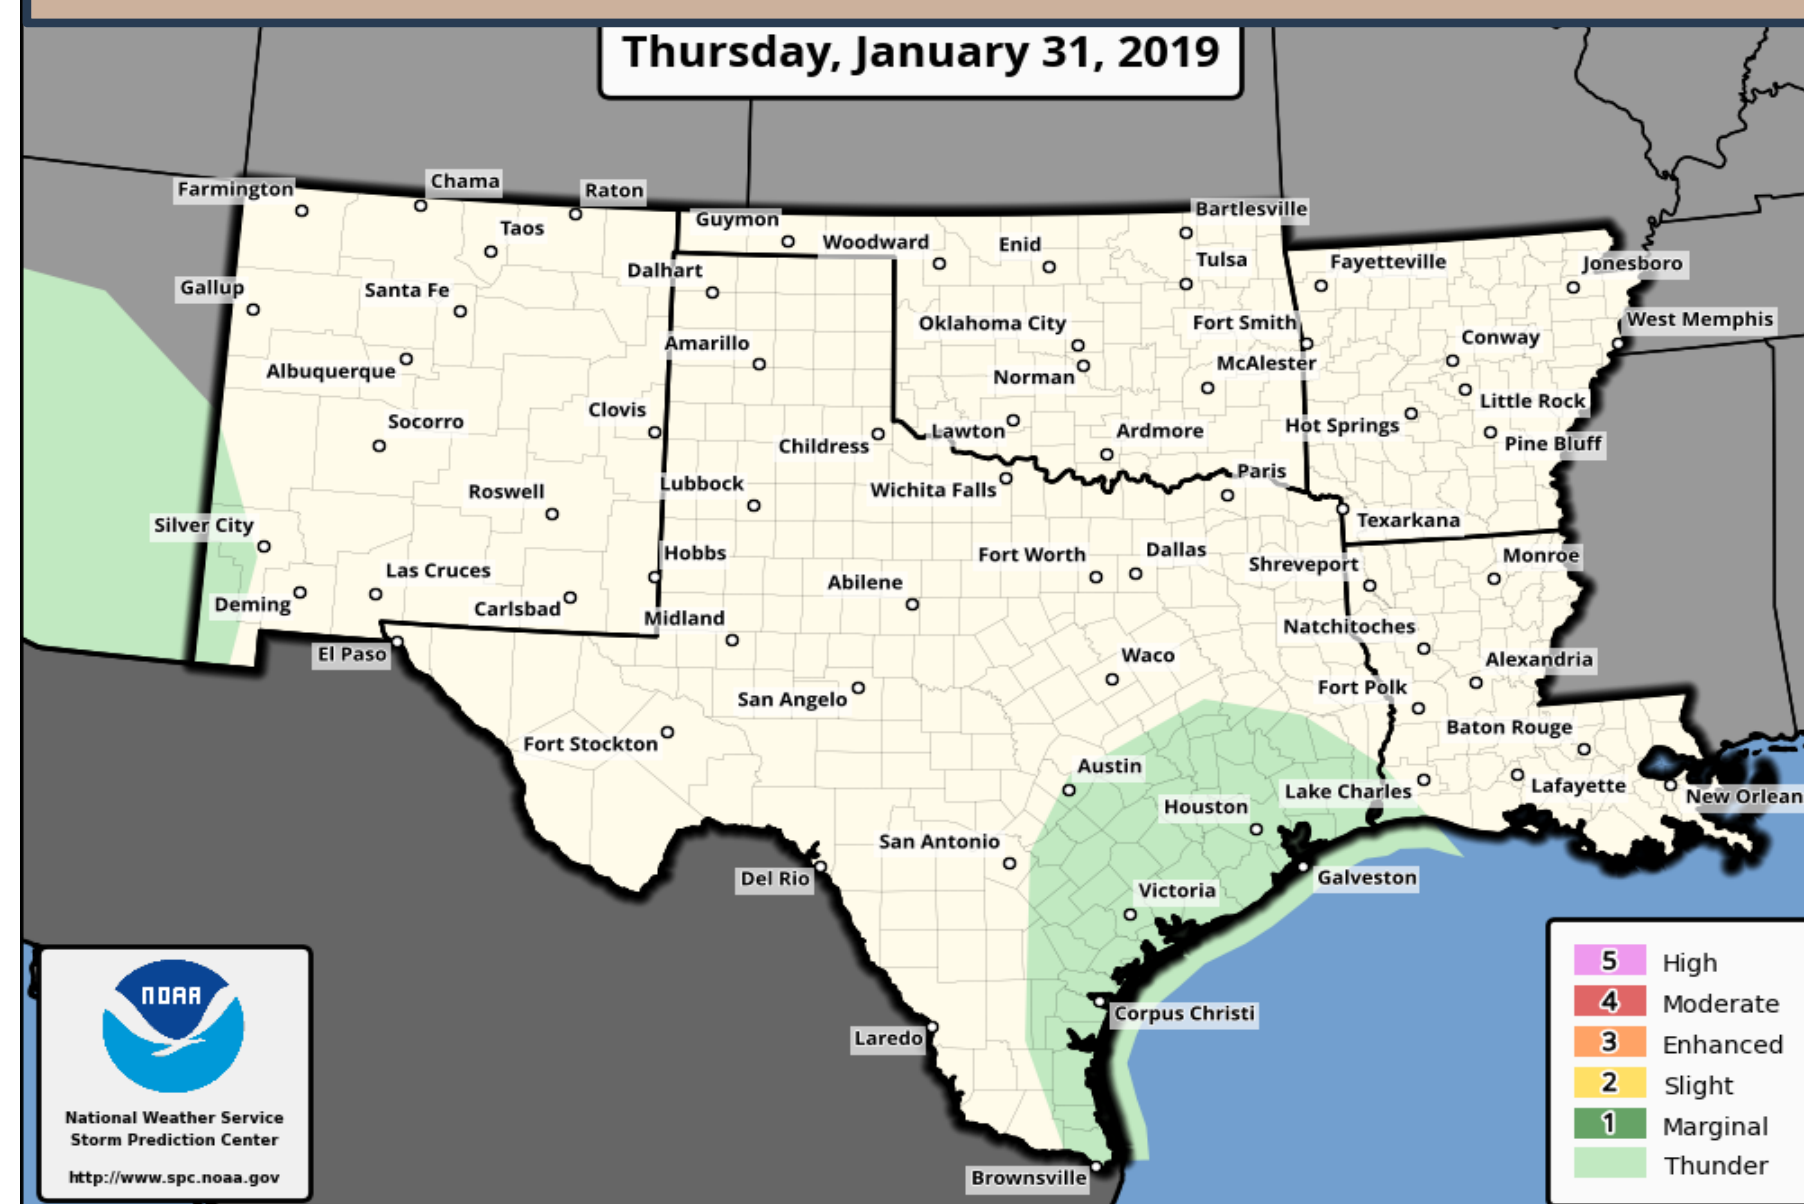 Thursday, January 31, 2019
Farmington
Chama
Raton
Taos
Guymon
Woodward
Enid
Bartlesville
Tulsa
Fayetteville
Jonesboro
Gallup
Santa Fe
Dalhart
Oklahoma City
Fort Smith
West Memphis
Conway
Albuquerque
Amarillo
Norman
McAlester
Little Rock
Socorro
Clovis
Childress
Lawton
Ardmore
Hot Springs
Pine Bluff
Roswell
Lubbock
Wichita Falls
Paris
Texarkana
Silver City
Hobbs
Fort Worth
Dallas
Shreveport
Monroe
Las Cruces
Deming
Carlsbad
Midland
Abilene
Natchitoches
El Paso
Waco
Alexandria
San Angelo
Fort Polk
Fort Stockton
Baton Rouge
Austin
Lake Charles
Lafayette
New Orlean
Houston
San Antonio
Del Rio
Galveston
Victoria
Corpus Christi
Laredo
Brownsville
NOAA
National Weather Service
Storm Prediction Center
http://www.spc.noaa.gov
5 High
4 Moderate
3 Enhanced
2 Slight
1 Marginal
Thunder